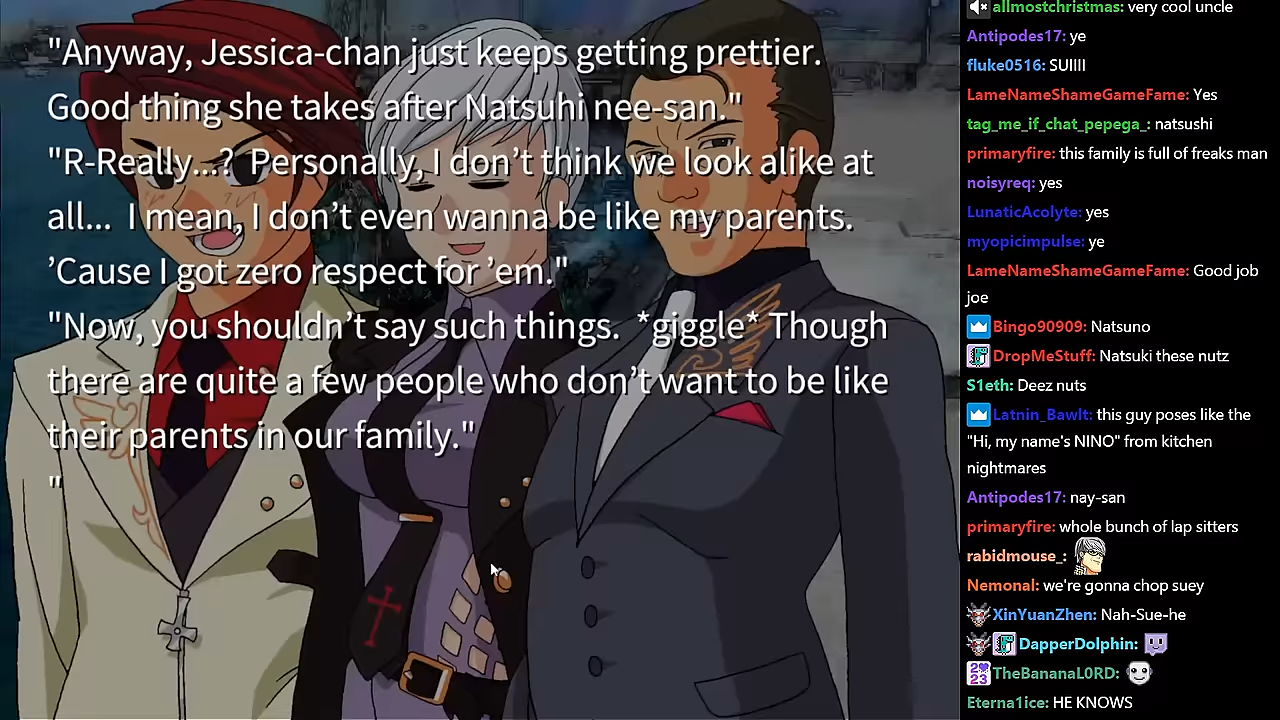 "Anyway, Jessica-chan just keeps getting prettier.
Good thing she takes after Natsuhi nee-san."
"R-Really...?  Personally, I don’t think we look alike at
all...  I mean, I don’t even wanna be like my parents.
’Cause I got zero respect for ’em."
"Now, you shouldn’t say such things.  *giggle* Though
there are quite a few people who don’t want to be like
their parents in our family."
"
allmostchristmas: very cool uncle
Antipodes17: ye
fluke0516: SUIIII
LameNameShameGameFame: Yes
tag_me_if_chat_pepega_: natsushi
primaryfire: this family is full of freaks man
noisyreq: yes
LunaticAcolyte: yes
myopicimpulse: ye
LameNameShameGameFame: Good job
joe
Bingo90909: Natsuno
DropMeStuff: Natsuki these nutz
S1eth: Deez nuts
Latnin_Bawlt: this guy poses like the
"Hi, my name's NINO" from kitchen
nightmares
Antipodes17: nay-san
primaryfire: whole bunch of lap sitters
rabidmouse_:
Nemonal: we're gonna chop suey
XinYuanZhen: Nah-Sue-he
DapperDolphin:
TheBananaL0RD:
Eterna1ice: HE KNOWS